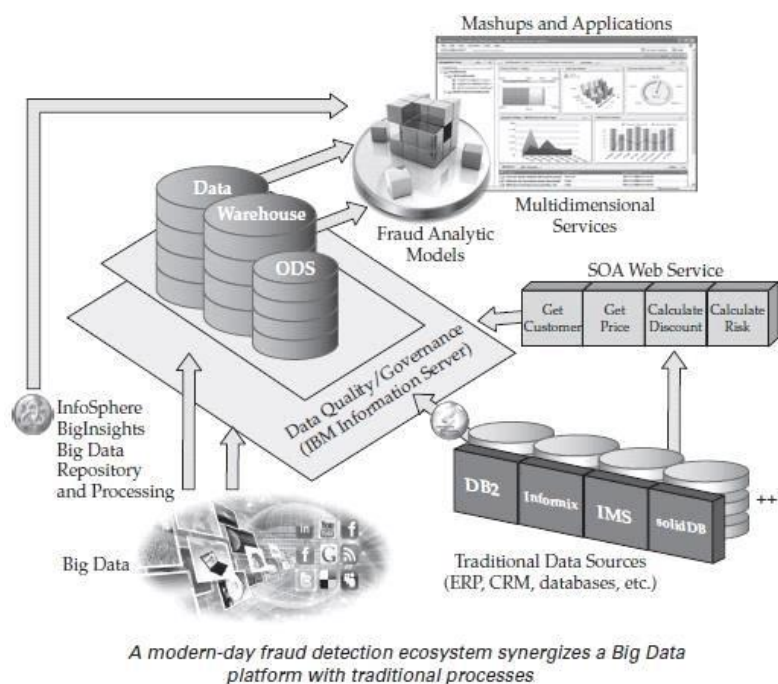 Mashups and Applications
Data
Warehouse
ODS
Fraud Analytic
Models
Multidimensional
Services
SOA Web Service
Get
Customer
Get
Price
Calculate
Discount
Calculate
Risk
Data Quality/Governance
(IBM Information Server)
InfoSphere
BigInsights
Big Data
Repository
and Processing
DB2
Informix
IMS
solidDB
++
Big Data
Traditional Data Sources
(ERP, CRM, databases, etc.)
A modern-day fraud detection ecosystem synergizes a Big Data
platform with traditional processes